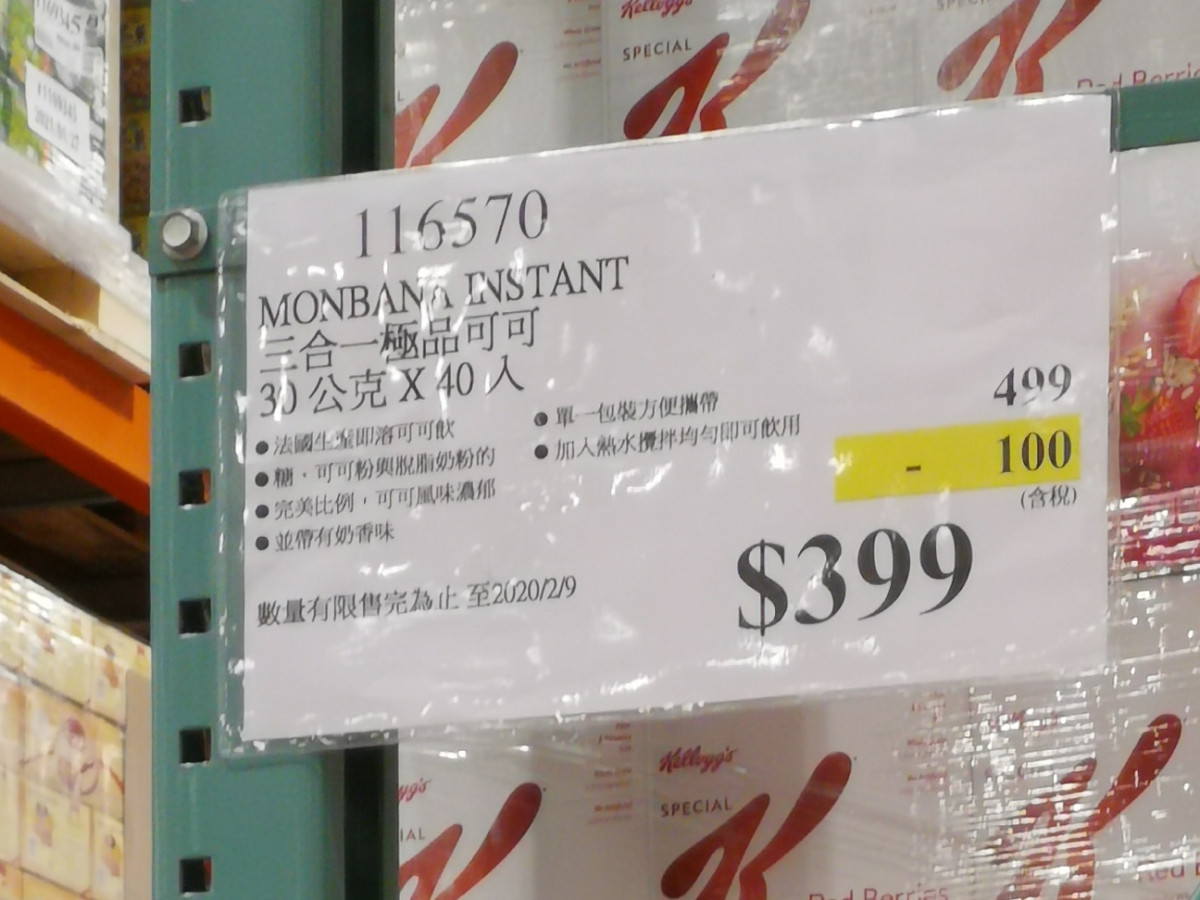 Kellogg's
SPECIAL
Red Berries
116570
MONBANA INSTANT
三合一極品可可
30 公克 X 40 入
●法國生產即溶可可飲
●糖，可可粉與脫脂奶粉的
●完美比例，可可風味濃郁
●並帶有奶香味
●單一包裝方便攜帶
●加入熱水攪拌均勻即可飲用
499
- 100
(含稅)
$399
數量有限售完為止 至2020/2/9
Kellogg's
SPECIAL
Red Berries